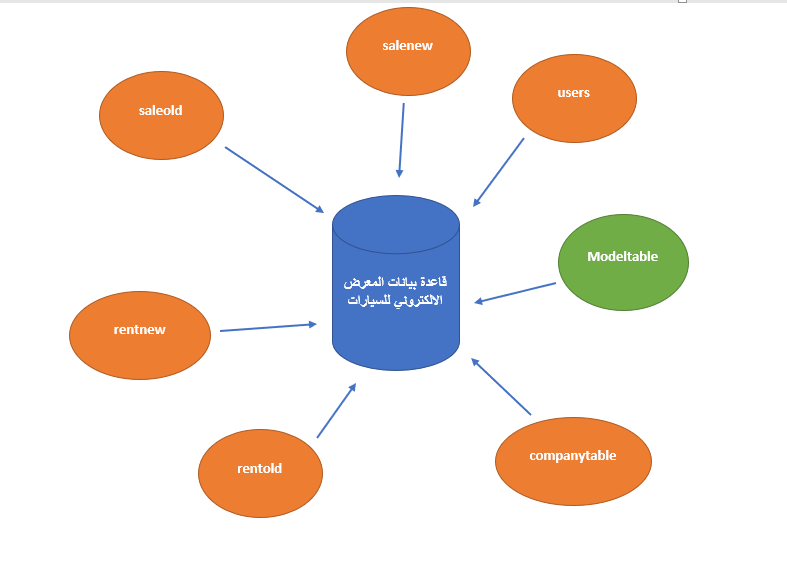 salenew
users
saleold
Modeltable
قاعدة بيانات المعرض
الالكتروني للسيارات
rentnew
companytable
rentold